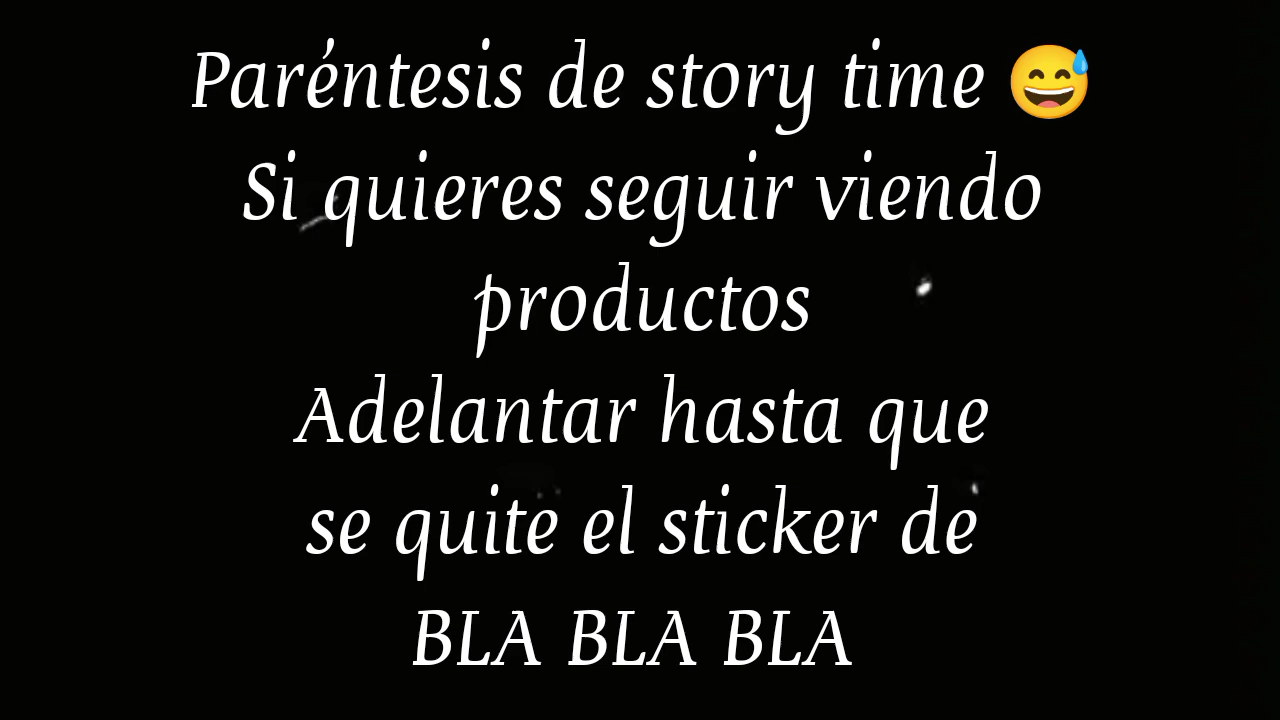 Paréntesis de story time 😅
Si quieres seguir viendo
productos
Adelantar hasta que
se quite el sticker de
BLA BLA BLA